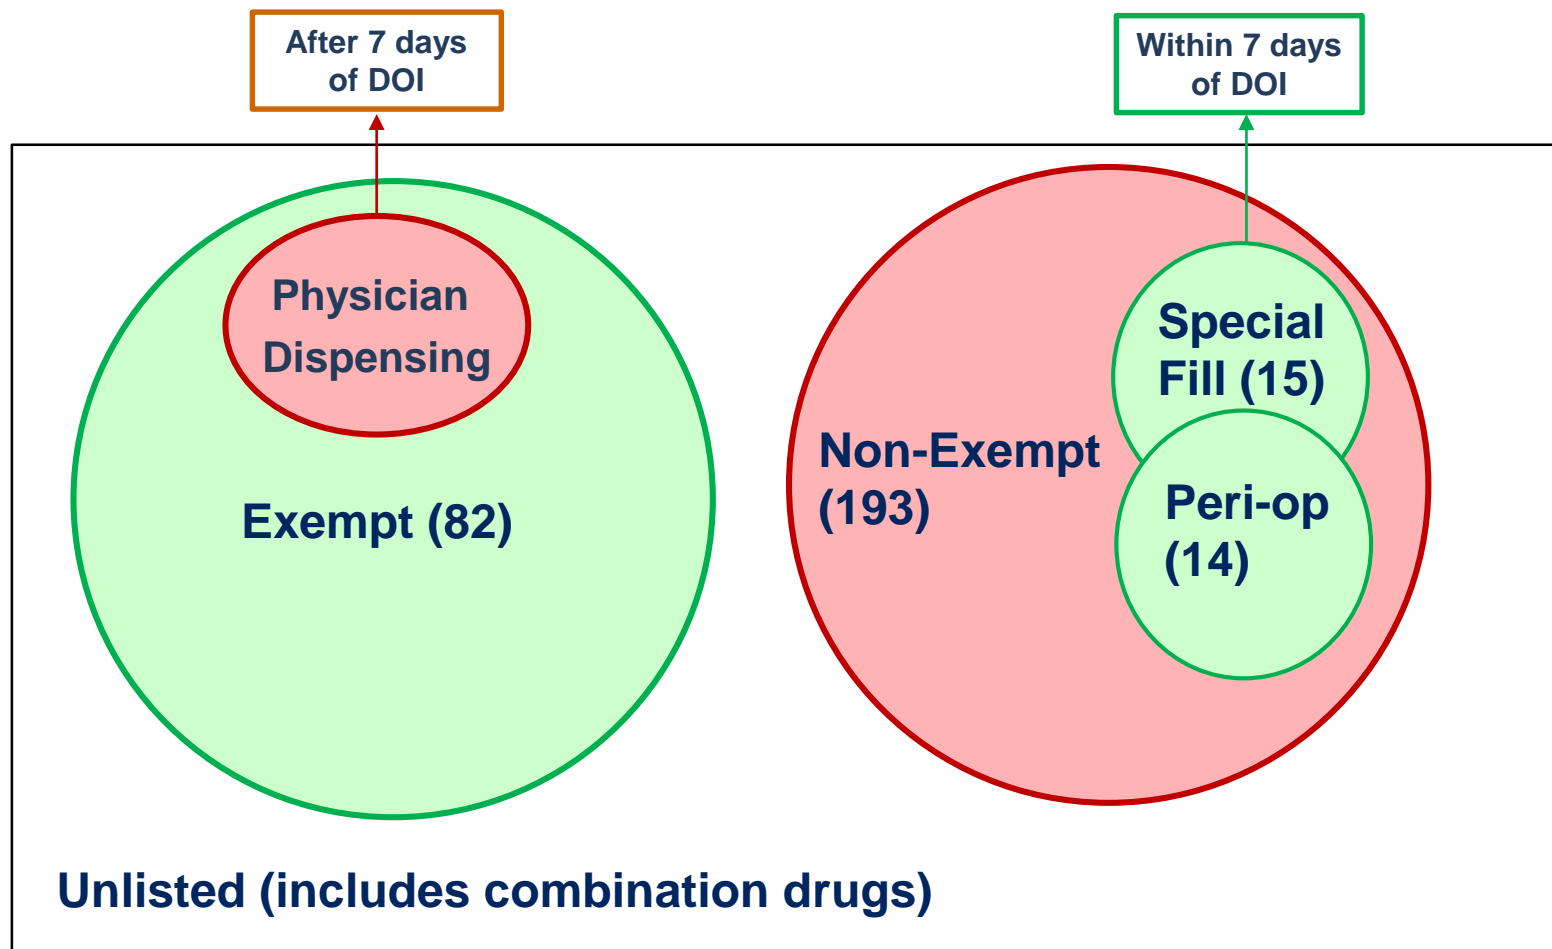 After 7 days
of DOI
Within 7 days
of DOI
Physician
Dispensing
Exempt (82)
Non-Exempt
(193)
Special
Fill (15)
Peri-op
(14)
Unlisted (includes combination drugs)